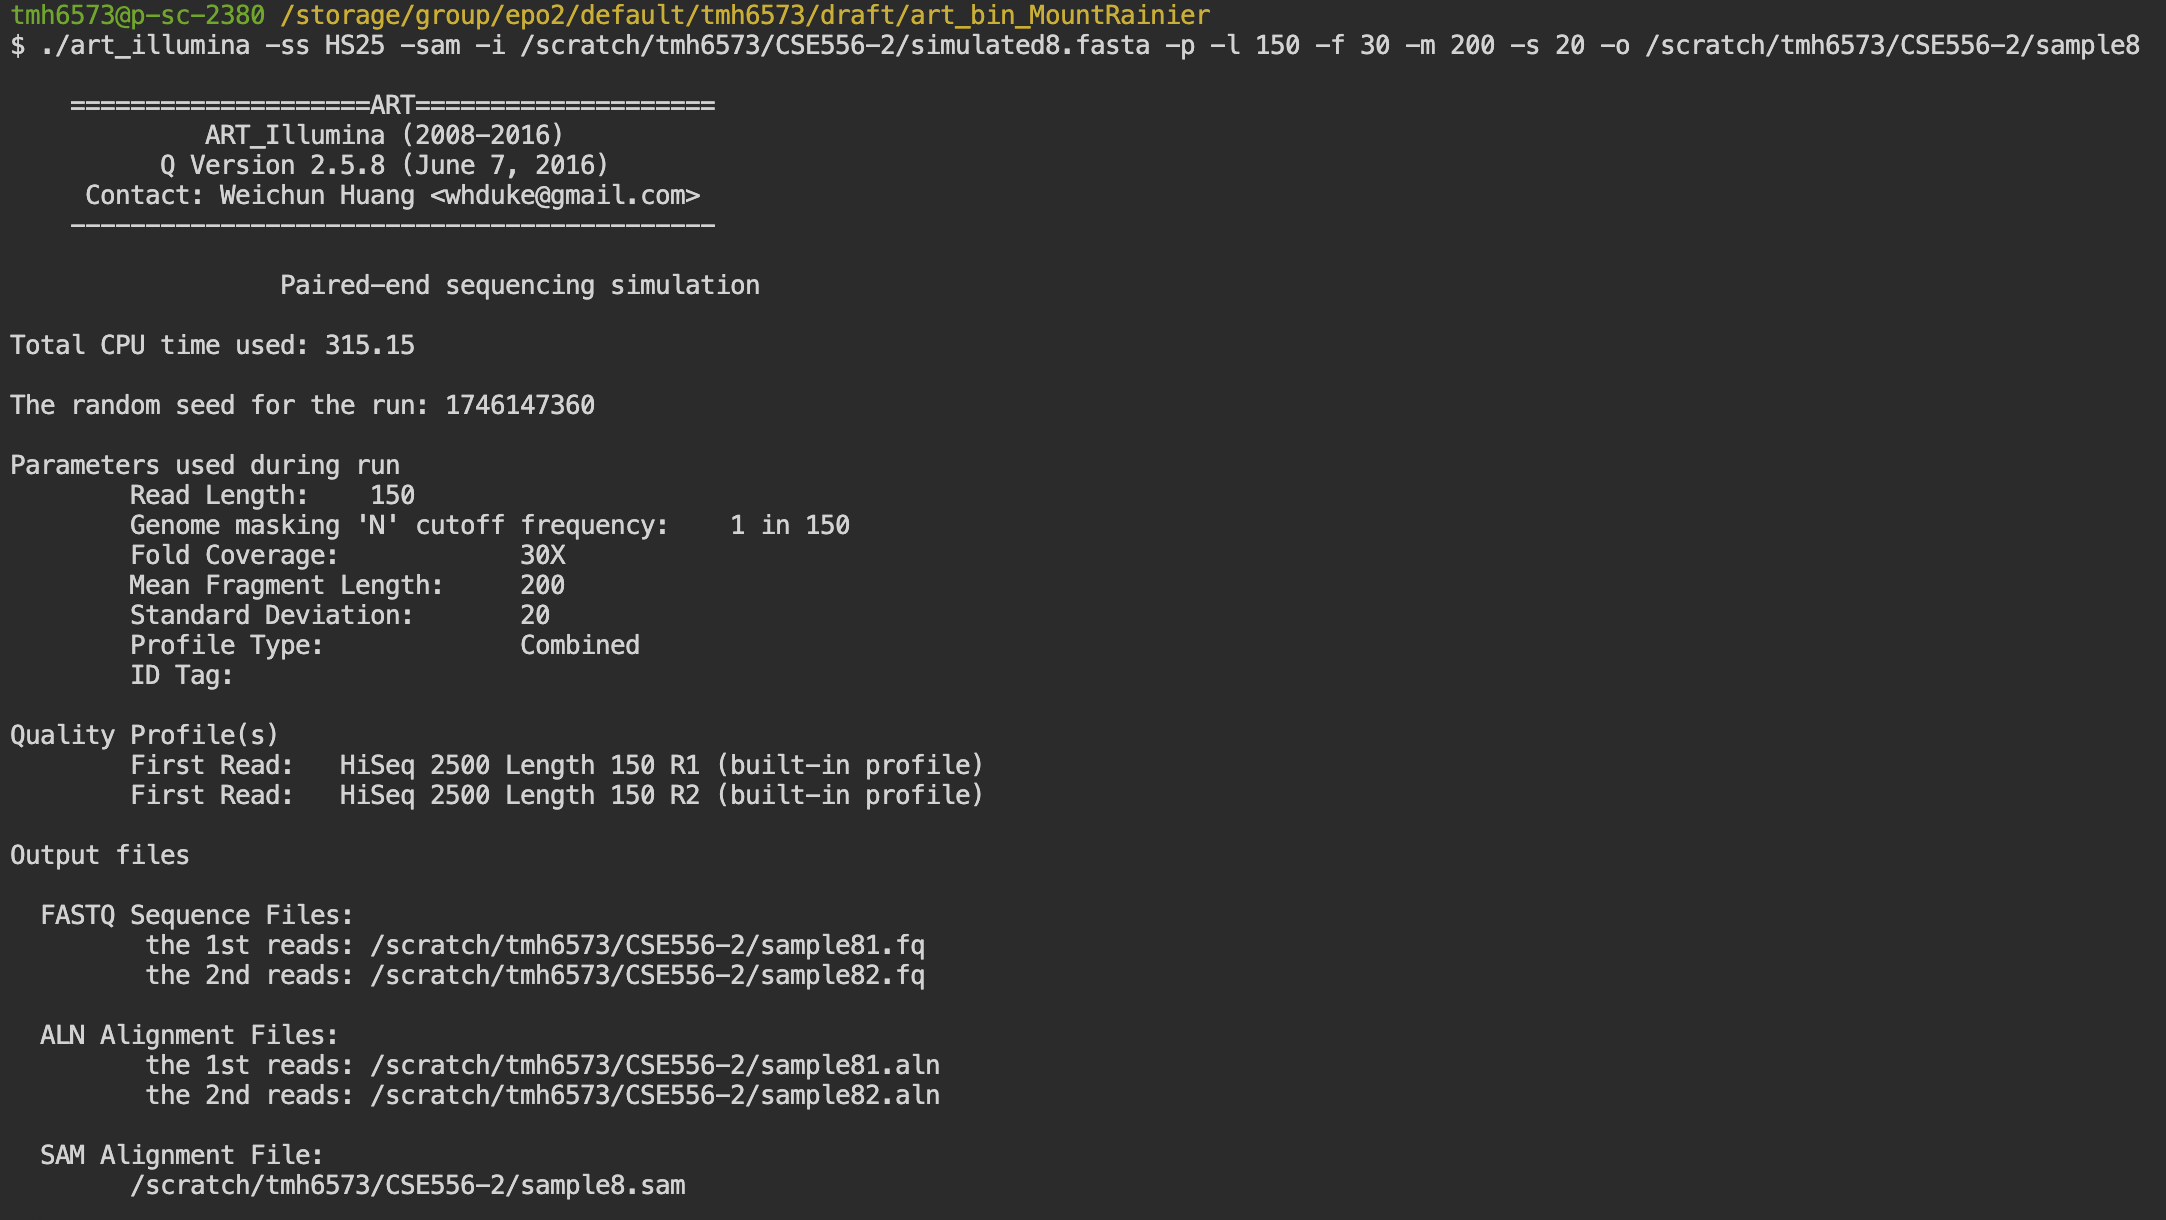 tmh6573@p-sc-2380 /storage/group/epo2/default/tmh6573/draft/art_bin_MountRainier
$ ./art_illumina -ss HS25 -sam -i /scratch/tmh6573/CSE556-2/simulated8.fasta -p -l 150 -f 30 -m 200 -s 20 -o /scratch/tmh6573/CSE556-2/sample8
====================ART====================
ART_Illumina (2008-2016)
Q Version 2.5.8 (June 7, 2016)
Contact: Weichun Huang <whduke@gmail.com>
-------------------------------------------
Paired-end sequencing simulation
Total CPU time used: 315.15
The random seed for the run: 1746147360
Parameters used during run
Read Length: 150
Genome masking 'N' cutoff frequency: 1 in 150
Fold Coverage: 30X
Mean Fragment Length: 200
Standard Deviation: 20
Profile Type: Combined
ID Tag:
Quality Profile(s)
First Read: HiSeq 2500 Length 150 R1 (built-in profile)
First Read: HiSeq 2500 Length 150 R2 (built-in profile)
Output files
FASTQ Sequence Files:
the 1st reads: /scratch/tmh6573/CSE556-2/sample81.fq
the 2nd reads: /scratch/tmh6573/CSE556-2/sample82.fq
ALN Alignment Files:
the 1st reads: /scratch/tmh6573/CSE556-2/sample81.aln
the 2nd reads: /scratch/tmh6573/CSE556-2/sample82.aln
SAM Alignment File:
/scratch/tmh6573/CSE556-2/sample8.sam